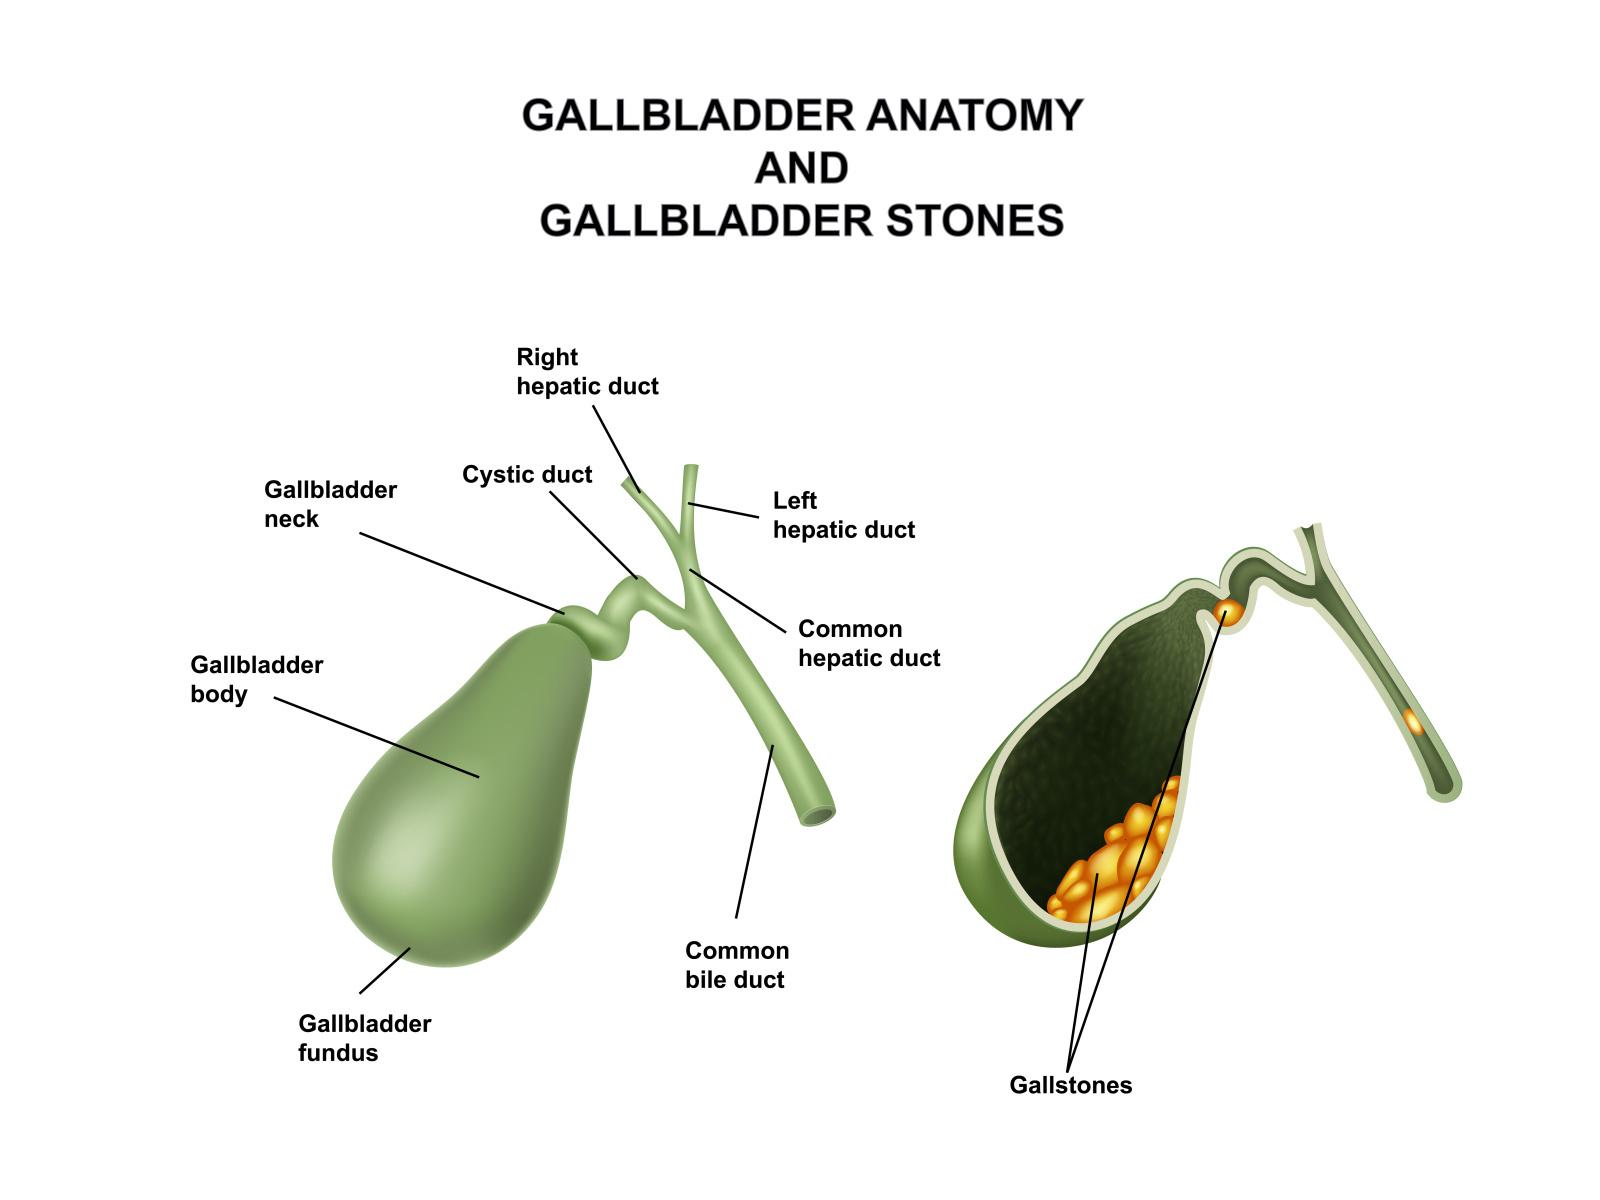 GALLBLADDER ANATOMY
AND
GALLBLADDER STONES
Right
hepatic duct
Cystic duct
Gallbladder
neck
Left
hepatic duct
Common
hepatic duct
Gallbladder
body
Common
bile duct
Gallbladder
fundus
Gallstones